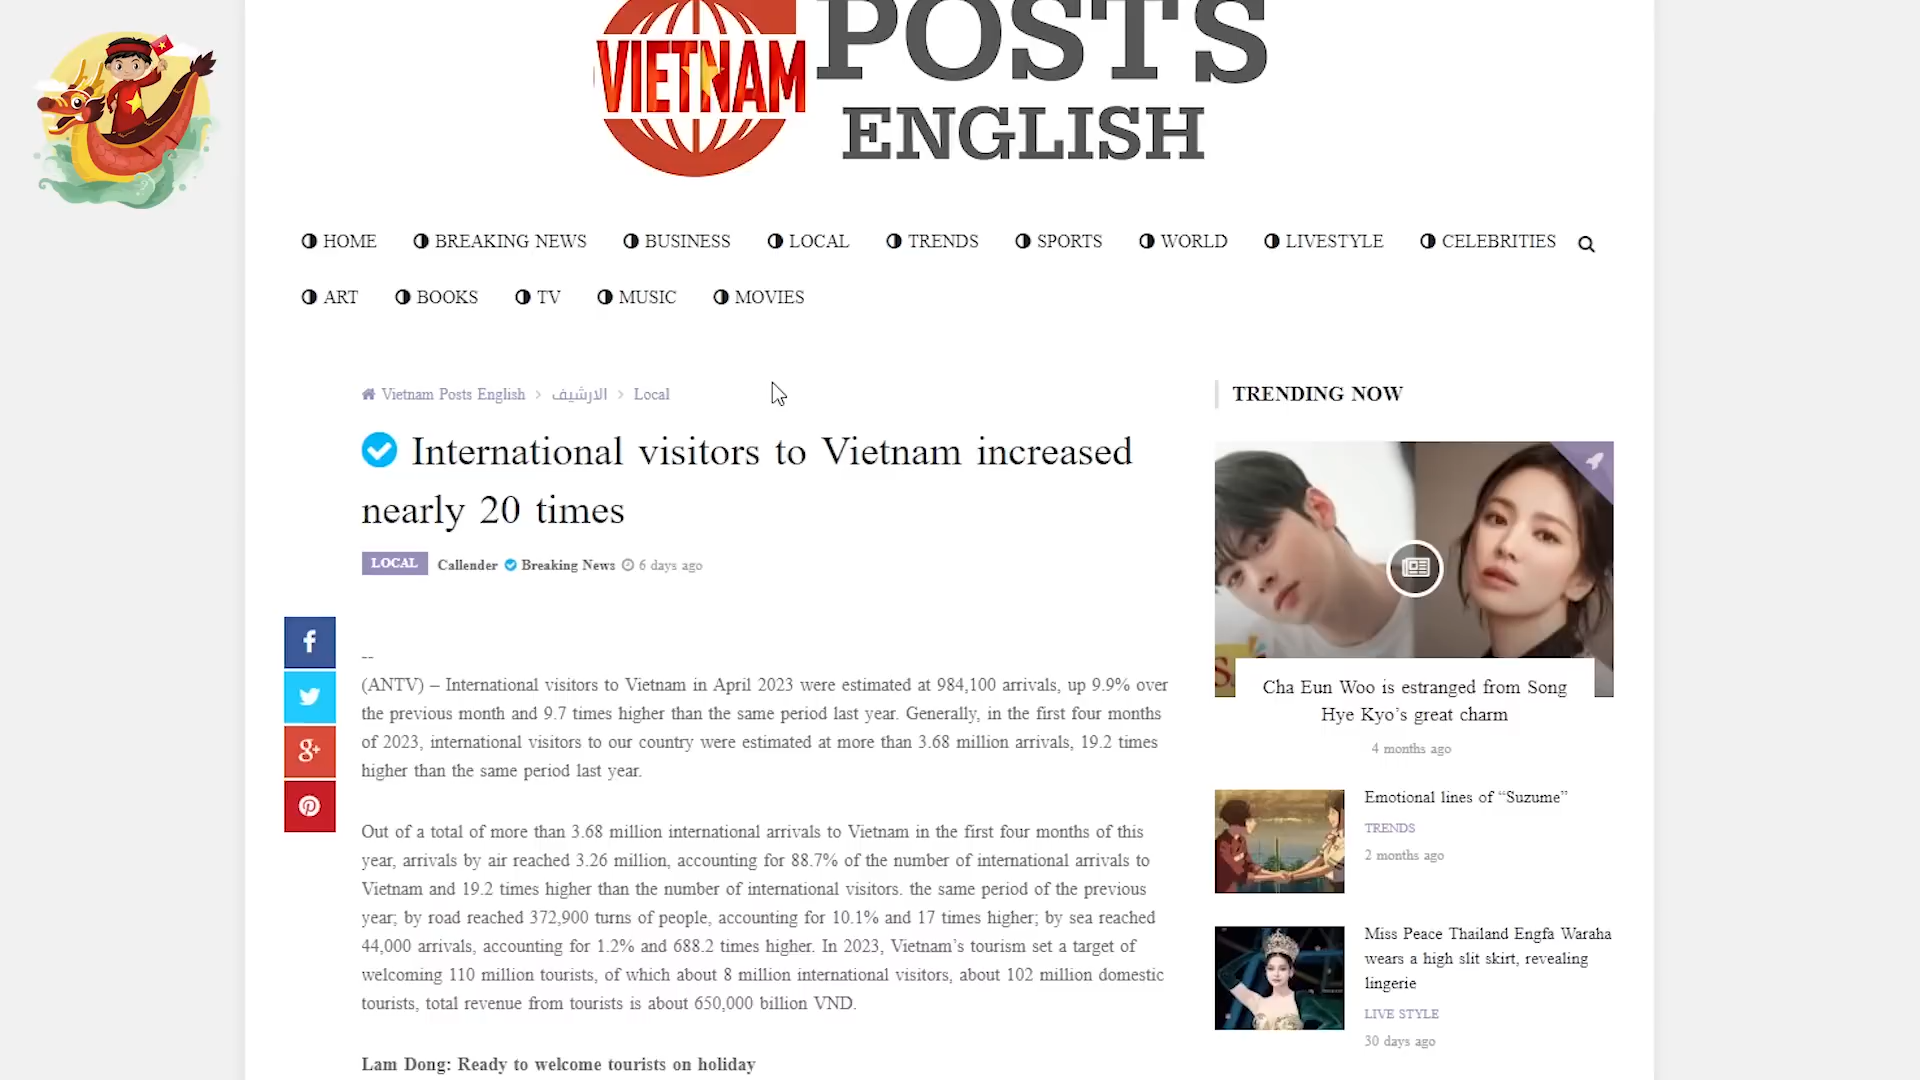 POSTS
VIETNAM
ENGLISH
HOME BREAKING NEWS BUSINESS LOCAL TRENDS SPORTS WORLD LIVESTYLE CELEBRITIES
ART BOOKS TV MUSIC MOVIES
Vietnam Posts English > الارشيف > Local
International visitors to Vietnam increased
nearly 20 times
LOCAL Callender Breaking News 6 days ago
--
(ANTV) – International visitors to Vietnam in April 2023 were estimated at 984,100 arrivals, up 9.9% over
the previous month and 9.7 times higher than the same period last year. Generally, in the first four months
of 2023, international visitors to our country were estimated at more than 3.68 million arrivals, 19.2 times
higher than the same period last year.
Out of a total of more than 3.68 million international arrivals to Vietnam in the first four months of this
year, arrivals by air reached 3.26 million, accounting for 88.7% of the number of international arrivals to
Vietnam and 19.2 times higher than the number of international visitors. the same period of the previous
year; by road reached 372,900 turns of people, accounting for 10.1% and 17 times higher; by sea reached
44,000 arrivals, accounting for 1.2% and 688.2 times higher. In 2023, Vietnam's tourism set a target of
welcoming 110 million tourists, of which about 8 million international visitors, about 102 million domestic
tourists, total revenue from tourists is about 650,000 billion VND.
Lam Dong: Ready to welcome tourists on holiday
TRENDING NOW
Cha Eun Woo is estranged from Song
Hye Kyo's great charm
4 months ago
Emotional lines of “Suzume”
TRENDS
2 months ago
Miss Peace Thailand Engfa Waraha
wears a high slit skirt, revealing
lingerie
LIVE STYLE
30 days ago